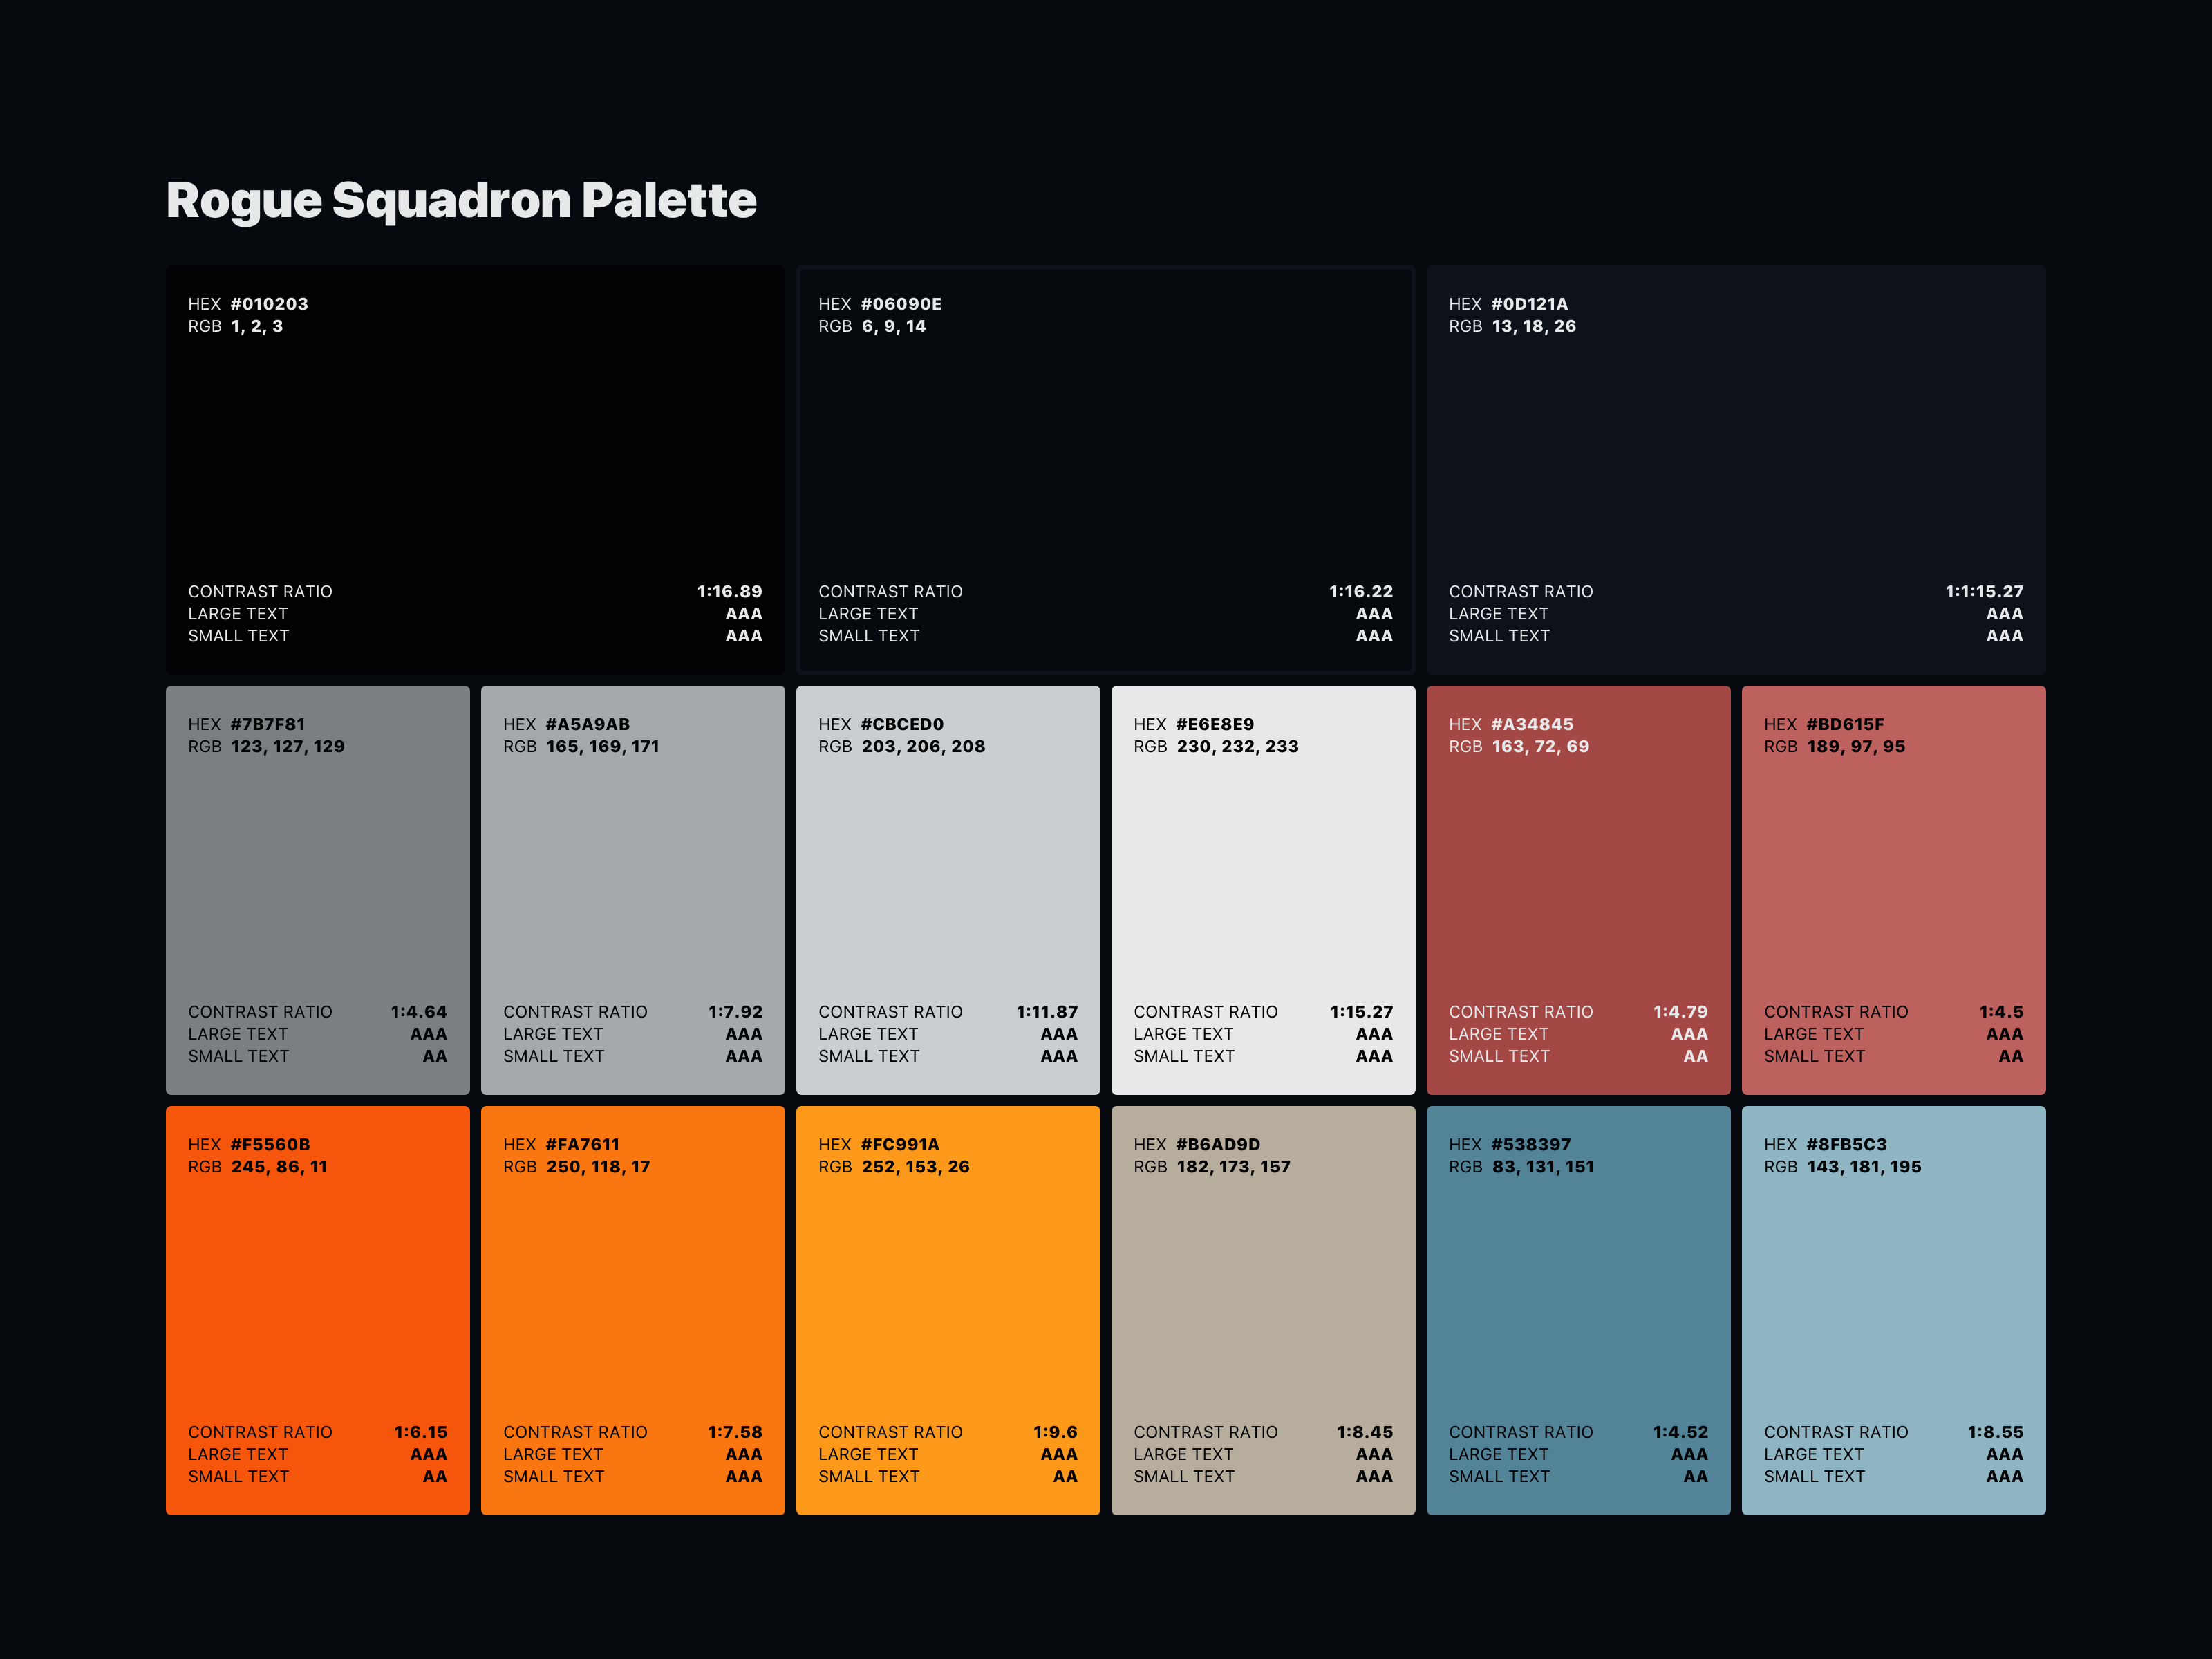 Rogue Squadron Palette
HEX #010203
RGB 1, 2, 3
CONTRAST RATIO 1:16.89
LARGE TEXT AAA
SMALL TEXT AAA
HEX #06090E
RGB 6, 9, 14
CONTRAST RATIO 1:16.22
LARGE TEXT AAA
SMALL TEXT AAA
HEX #0D121A
RGB 13, 18, 26
CONTRAST RATIO 1:1:15.27
LARGE TEXT AAA
SMALL TEXT AAA
HEX #7B7F81
RGB 123, 127, 129
CONTRAST RATIO 1:4.64
LARGE TEXT AAA
SMALL TEXT AA
HEX #A5A9AB
RGB 165, 169, 171
CONTRAST RATIO 1:7.92
LARGE TEXT AAA
SMALL TEXT AAA
HEX #CBCED0
RGB 203, 206, 208
CONTRAST RATIO 1:11.87
LARGE TEXT AAA
SMALL TEXT AAA
HEX #E6E8E9
RGB 230, 232, 233
CONTRAST RATIO 1:15.27
LARGE TEXT AAA
SMALL TEXT AAA
HEX #A34845
RGB 163, 72, 69
CONTRAST RATIO 1:4.79
LARGE TEXT AAA
SMALL TEXT AA
HEX #BD615F
RGB 189, 97, 95
CONTRAST RATIO 1:4.5
LARGE TEXT AAA
SMALL TEXT AA
HEX #F5560B
RGB 245, 86, 11
CONTRAST RATIO 1:6.15
LARGE TEXT AAA
SMALL TEXT AA
HEX #FA7611
RGB 250, 118, 17
CONTRAST RATIO 1:7.58
LARGE TEXT AAA
SMALL TEXT AAA
HEX #FC991A
RGB 252, 153, 26
CONTRAST RATIO 1:9.6
LARGE TEXT AAA
SMALL TEXT AA
HEX #B6AD9D
RGB 182, 173, 157
CONTRAST RATIO 1:8.45
LARGE TEXT AAA
SMALL TEXT AAA
HEX #538397
RGB 83, 131, 151
CONTRAST RATIO 1:4.52
LARGE TEXT AAA
SMALL TEXT AA
HEX #8FB5C3
RGB 143, 181, 195
CONTRAST RATIO 1:8.55
LARGE TEXT AAA
SMALL TEXT AAA